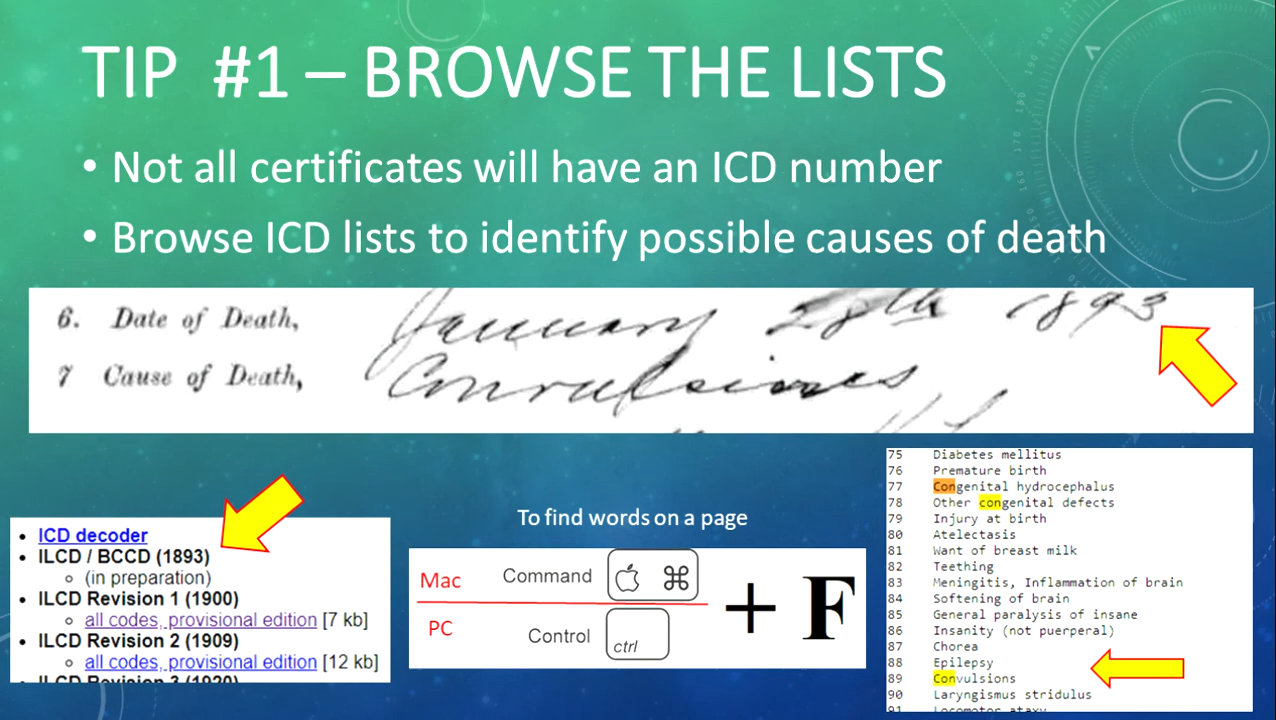 TIP #1 – BROWSE THE LISTS
• Not all certificates will have an ICD number
• Browse ICD lists to identify possible causes of death
6. Date of Death, January 28th 1893
7 Cause of Death, Convulsions
• ICD decoder
• ILCD / BCCD (1893)
○ (in preparation)
• ILCD Revision 1 (1900)
○ all codes, provisional edition [7 kb]
• ILCD Revision 2 (1909)
○ all codes, provisional edition [12 kb]
• ILCD Revision 3 (1920)
To find words on a page
Mac Command ⌘ + F
PC Control ctrl
75 Diabetes mellitus
76 Premature birth
77 Congenital hydrocephalus
78 Other congenital defects
79 Injury at birth
80 Atelectasis
81 Want of breast milk
82 Teething
83 Meningitis, Inflammation of brain
84 Softening of brain
85 General paralysis of insane
86 Insanity (not puerperal)
87 Chorea
88 Epilepsy
89 Convulsions
90 Laryngismus stridulus
91 Locomotor ataxy